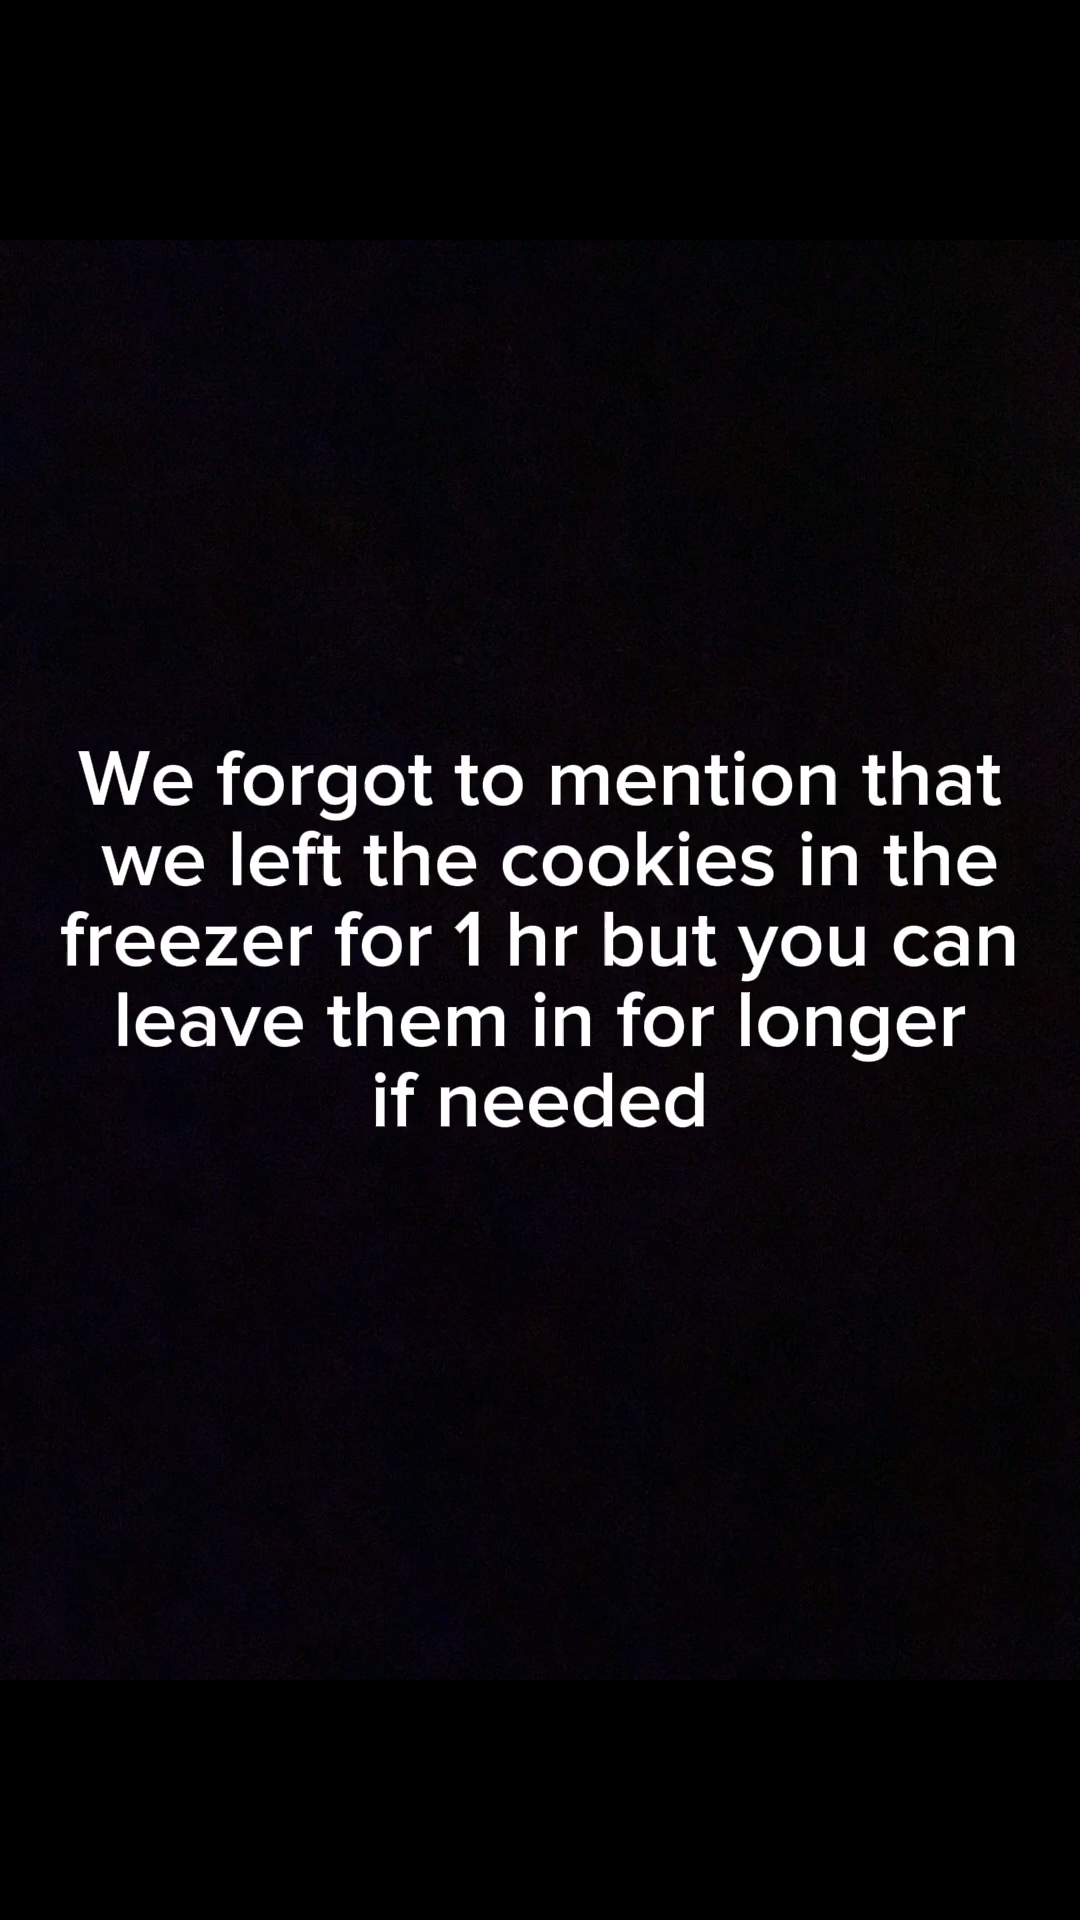 We forgot to mention that
we left the cookies in the
freezer for 1 hr but you can
leave them in for longer
if needed